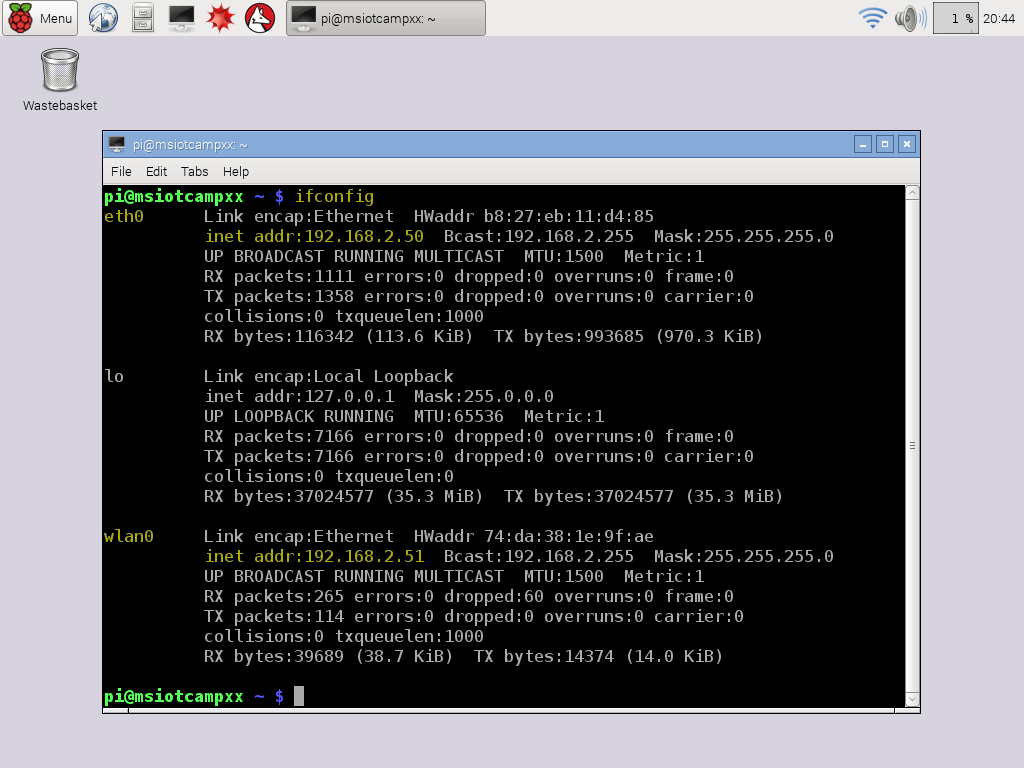 Menu
pi@msiotcampxx: ~
1 %
20:44
Wastebasket
pi@msiotcampxx: ~
File Edit Tabs Help
pi@msiotcampxx ~ $ ifconfig
eth0      Link encap:Ethernet  HWaddr b8:27:eb:11:d4:85
          inet addr:192.168.2.50  Bcast:192.168.2.255  Mask:255.255.255.0
          UP BROADCAST RUNNING MULTICAST  MTU:1500  Metric:1
          RX packets:1111 errors:0 dropped:0 overruns:0 frame:0
          TX packets:1358 errors:0 dropped:0 overruns:0 carrier:0
          collisions:0 txqueuelen:1000
          RX bytes:116342 (113.6 KiB)  TX bytes:993685 (970.3 KiB)

lo        Link encap:Local Loopback
          inet addr:127.0.0.1  Mask:255.0.0.0
          UP LOOPBACK RUNNING  MTU:65536  Metric:1
          RX packets:7166 errors:0 dropped:0 overruns:0 frame:0
          TX packets:7166 errors:0 dropped:0 overruns:0 carrier:0
          collisions:0 txqueuelen:0
          RX bytes:37024577 (35.3 MiB)  TX bytes:37024577 (35.3 MiB)

wlan0     Link encap:Ethernet  HWaddr 74:da:38:1e:9f:ae
          inet addr:192.168.2.51  Bcast:192.168.2.255  Mask:255.255.255.0
          UP BROADCAST RUNNING MULTICAST  MTU:1500  Metric:1
          RX packets:265 errors:0 dropped:60 overruns:0 frame:0
          TX packets:114 errors:0 dropped:0 overruns:0 carrier:0
          collisions:0 txqueuelen:1000
          RX bytes:39689 (38.7 KiB)  TX bytes:14374 (14.0 KiB)

pi@msiotcampxx ~ $